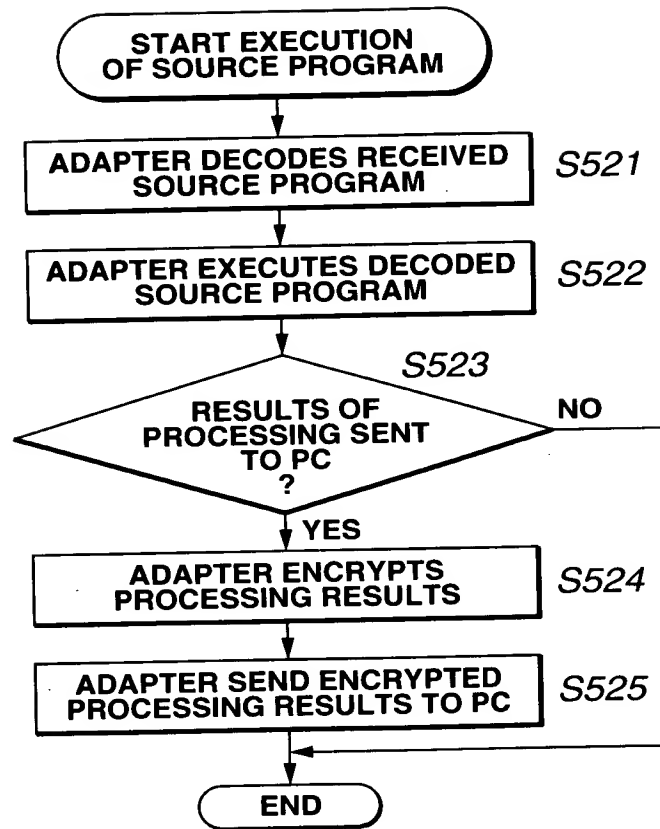 START EXECUTION
OF SOURCE PROGRAM
ADAPTER DECODES RECEIVED
SOURCE PROGRAM
S521
ADAPTER EXECUTES DECODED
SOURCE PROGRAM
S522
S523
RESULTS OF
PROCESSING SENT
TO PC
?
NO
YES
ADAPTER ENCRYPTS
PROCESSING RESULTS
S524
ADAPTER SEND ENCRYPTED
PROCESSING RESULTS TO PC
S525
END